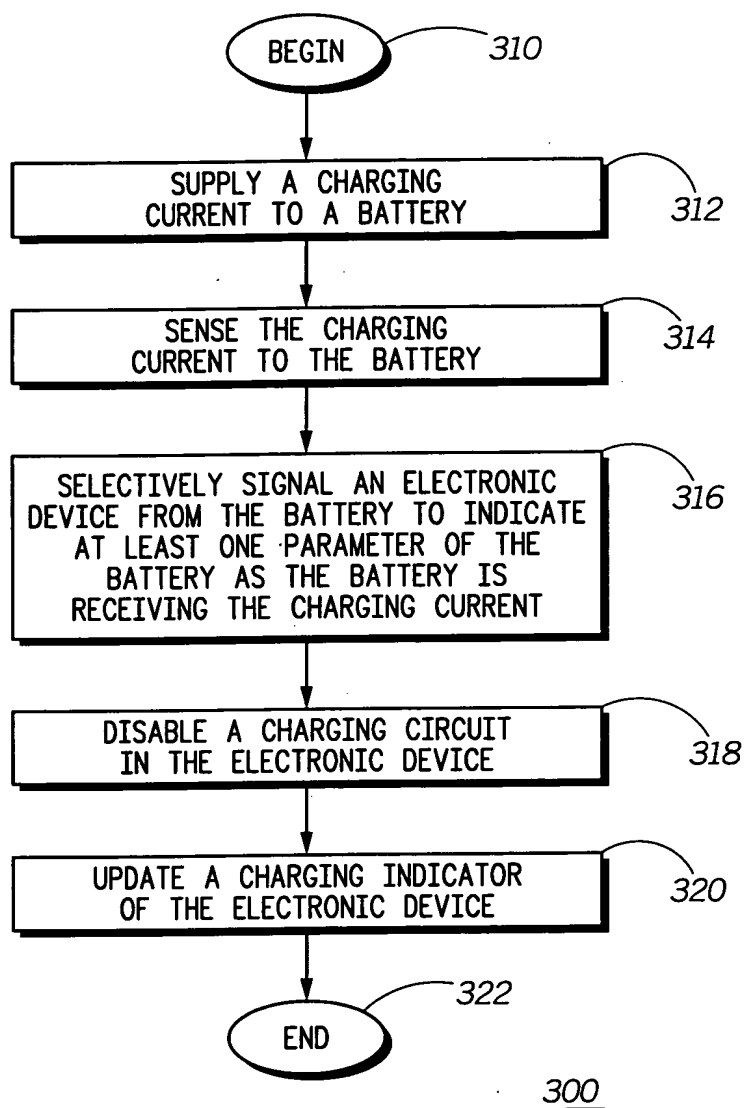 BEGIN
310
SUPPLY A CHARGING
CURRENT TO A BATTERY
312
SENSE THE CHARGING
CURRENT TO THE BATTERY
314
SELECTIVELY SIGNAL AN ELECTRONIC
DEVICE FROM THE BATTERY TO INDICATE
AT LEAST ONE PARAMETER OF THE
BATTERY AS THE BATTERY IS
RECEIVING THE CHARGING CURRENT
316
DISABLE A CHARGING CIRCUIT
IN THE ELECTRONIC DEVICE
318
UPDATE A CHARGING INDICATOR
OF THE ELECTRONIC DEVICE
320
END
322
300